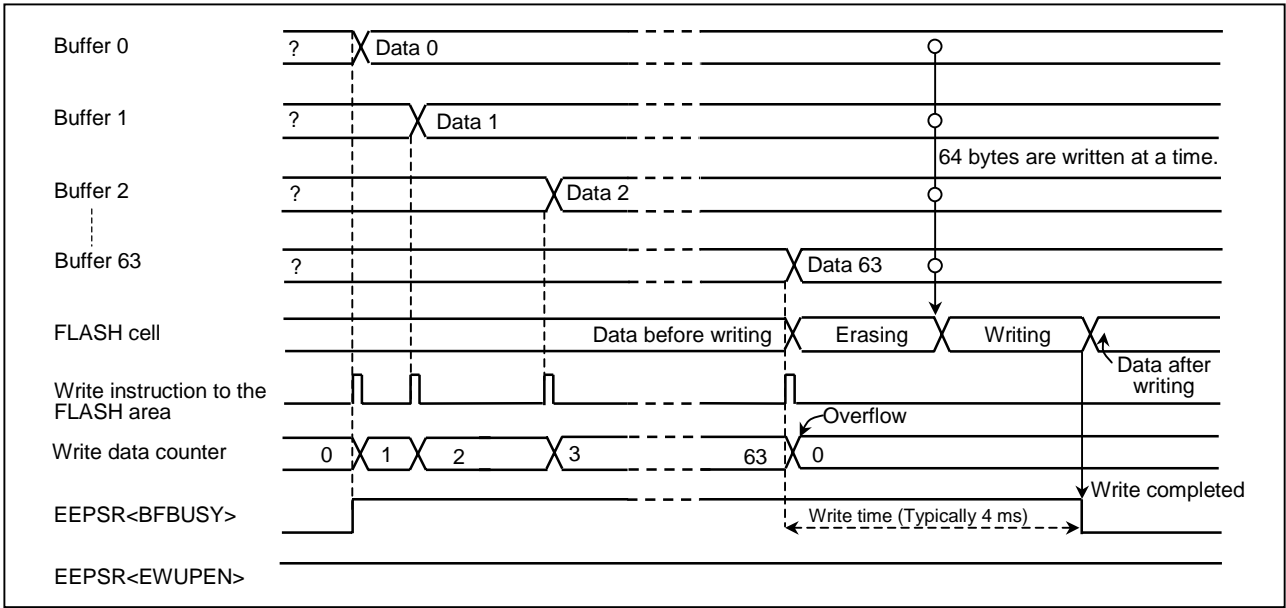 Buffer 0
? Data 0
Buffer 1
? Data 1
64 bytes are written at a time.
Buffer 2
? Data 2
Buffer 63
? Data 63
FLASH cell
Data before writing Erasing Writing
Data after
writing
Write instruction to the
FLASH area
Overflow
Write data counter
0 1 2 3 63 0
Write completed
EEPSR<BFBUSY>
Write time (Typically 4 ms)
EEPSR<EWUPEN>